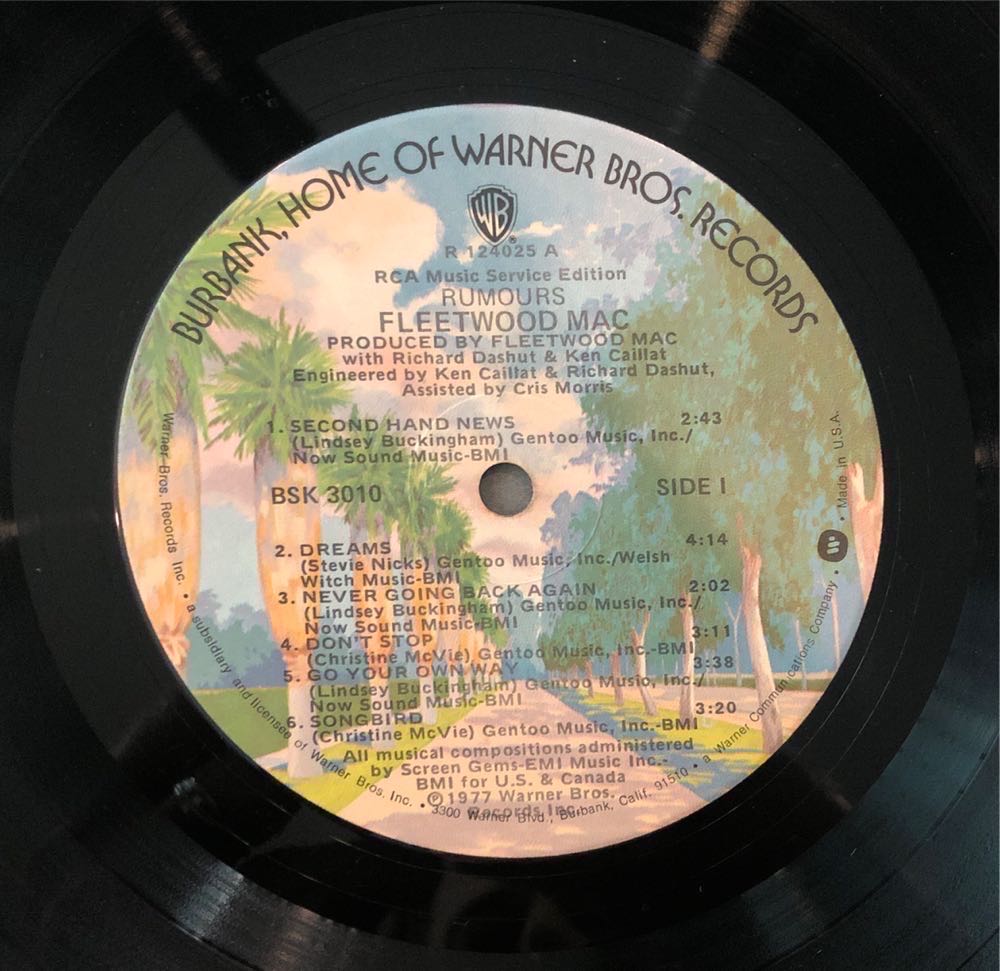 BURBANK, HOME OF WARNER BROS. RECORDS
WB
®
R 124025 A
RCA Music Service Edition
RUMOURS
FLEETWOOD MAC
PRODUCED BY FLEETWOOD MAC
with Richard Dashut & Ken Caillat
Engineered by Ken Caillat & Richard Dashut,
Assisted by Cris Morris
1. SECOND HAND NEWS 2:43
(Lindsey Buckingham) Gentoo Music, Inc./
Now Sound Music-BMI
BSK 3010 SIDE I
2. DREAMS 4:14
(Stevie Nicks) Gentoo Music, Inc./Welsh
Witch Music-BMI
3. NEVER GOING BACK AGAIN 2:02
(Lindsey Buckingham) Gentoo Music, Inc./
Now Sound Music-BMI
4. DON'T STOP 3:11
(Christine McVie) Gentoo Music, Inc.-BMI
5. GO YOUR OWN WAY 3:38
(Lindsey Buckingham) Gentoo Music, Inc./
Now Sound Music-BMI
6. SONGBIRD 3:20
(Christine McVie) Gentoo Music, Inc.-BMI
All musical compositions administered
by Screen Gems-EMI Music Inc.-
BMI for U.S. & Canada
℗1977 Warner Bros.
Records Inc.
Warner Bros. Records Inc. • a subsidiary and licensee of Warner Bros. Inc. • 3300 Warner Blvd., Burbank, Calif. 91510 • a Warner Communications Company • Made in U.S.A.